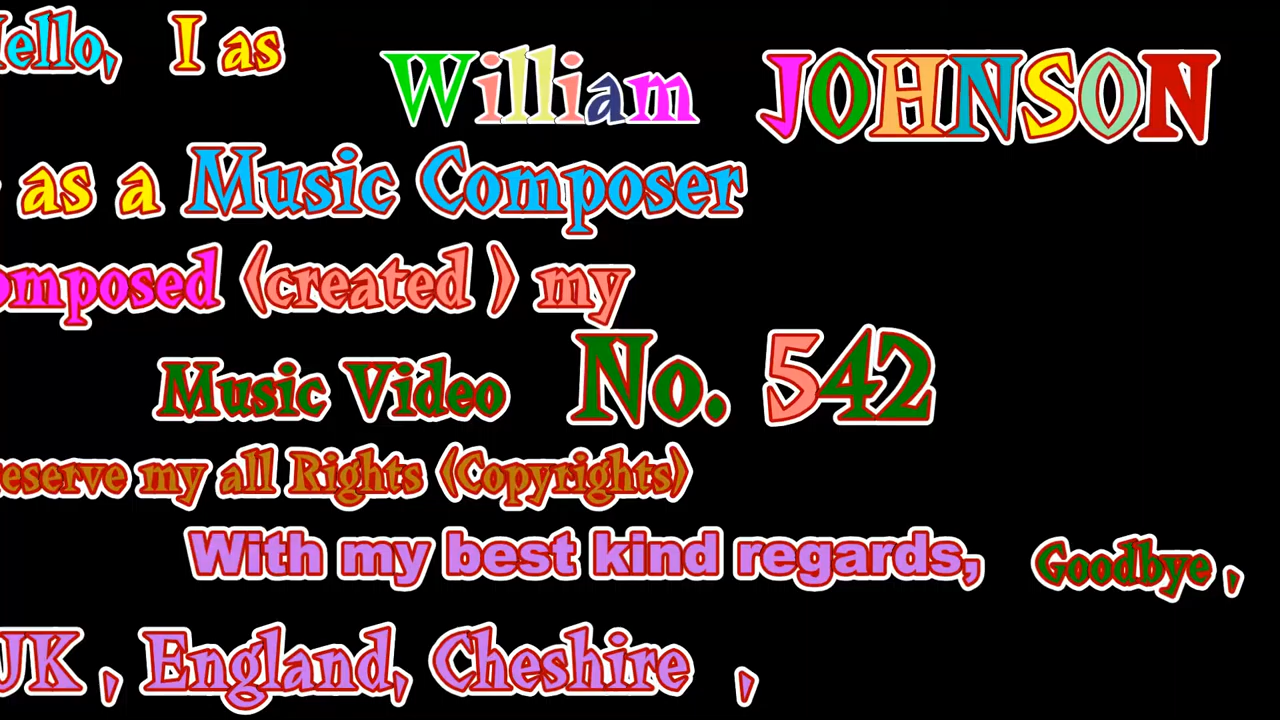 ello, I as William JOHNSON
as a Music Composer
omposed (created ) my
Music Video No. 542
eserve my all Rights (Copyrights)
With my best kind regards, Goodbye ,
UK , England, Cheshire ,